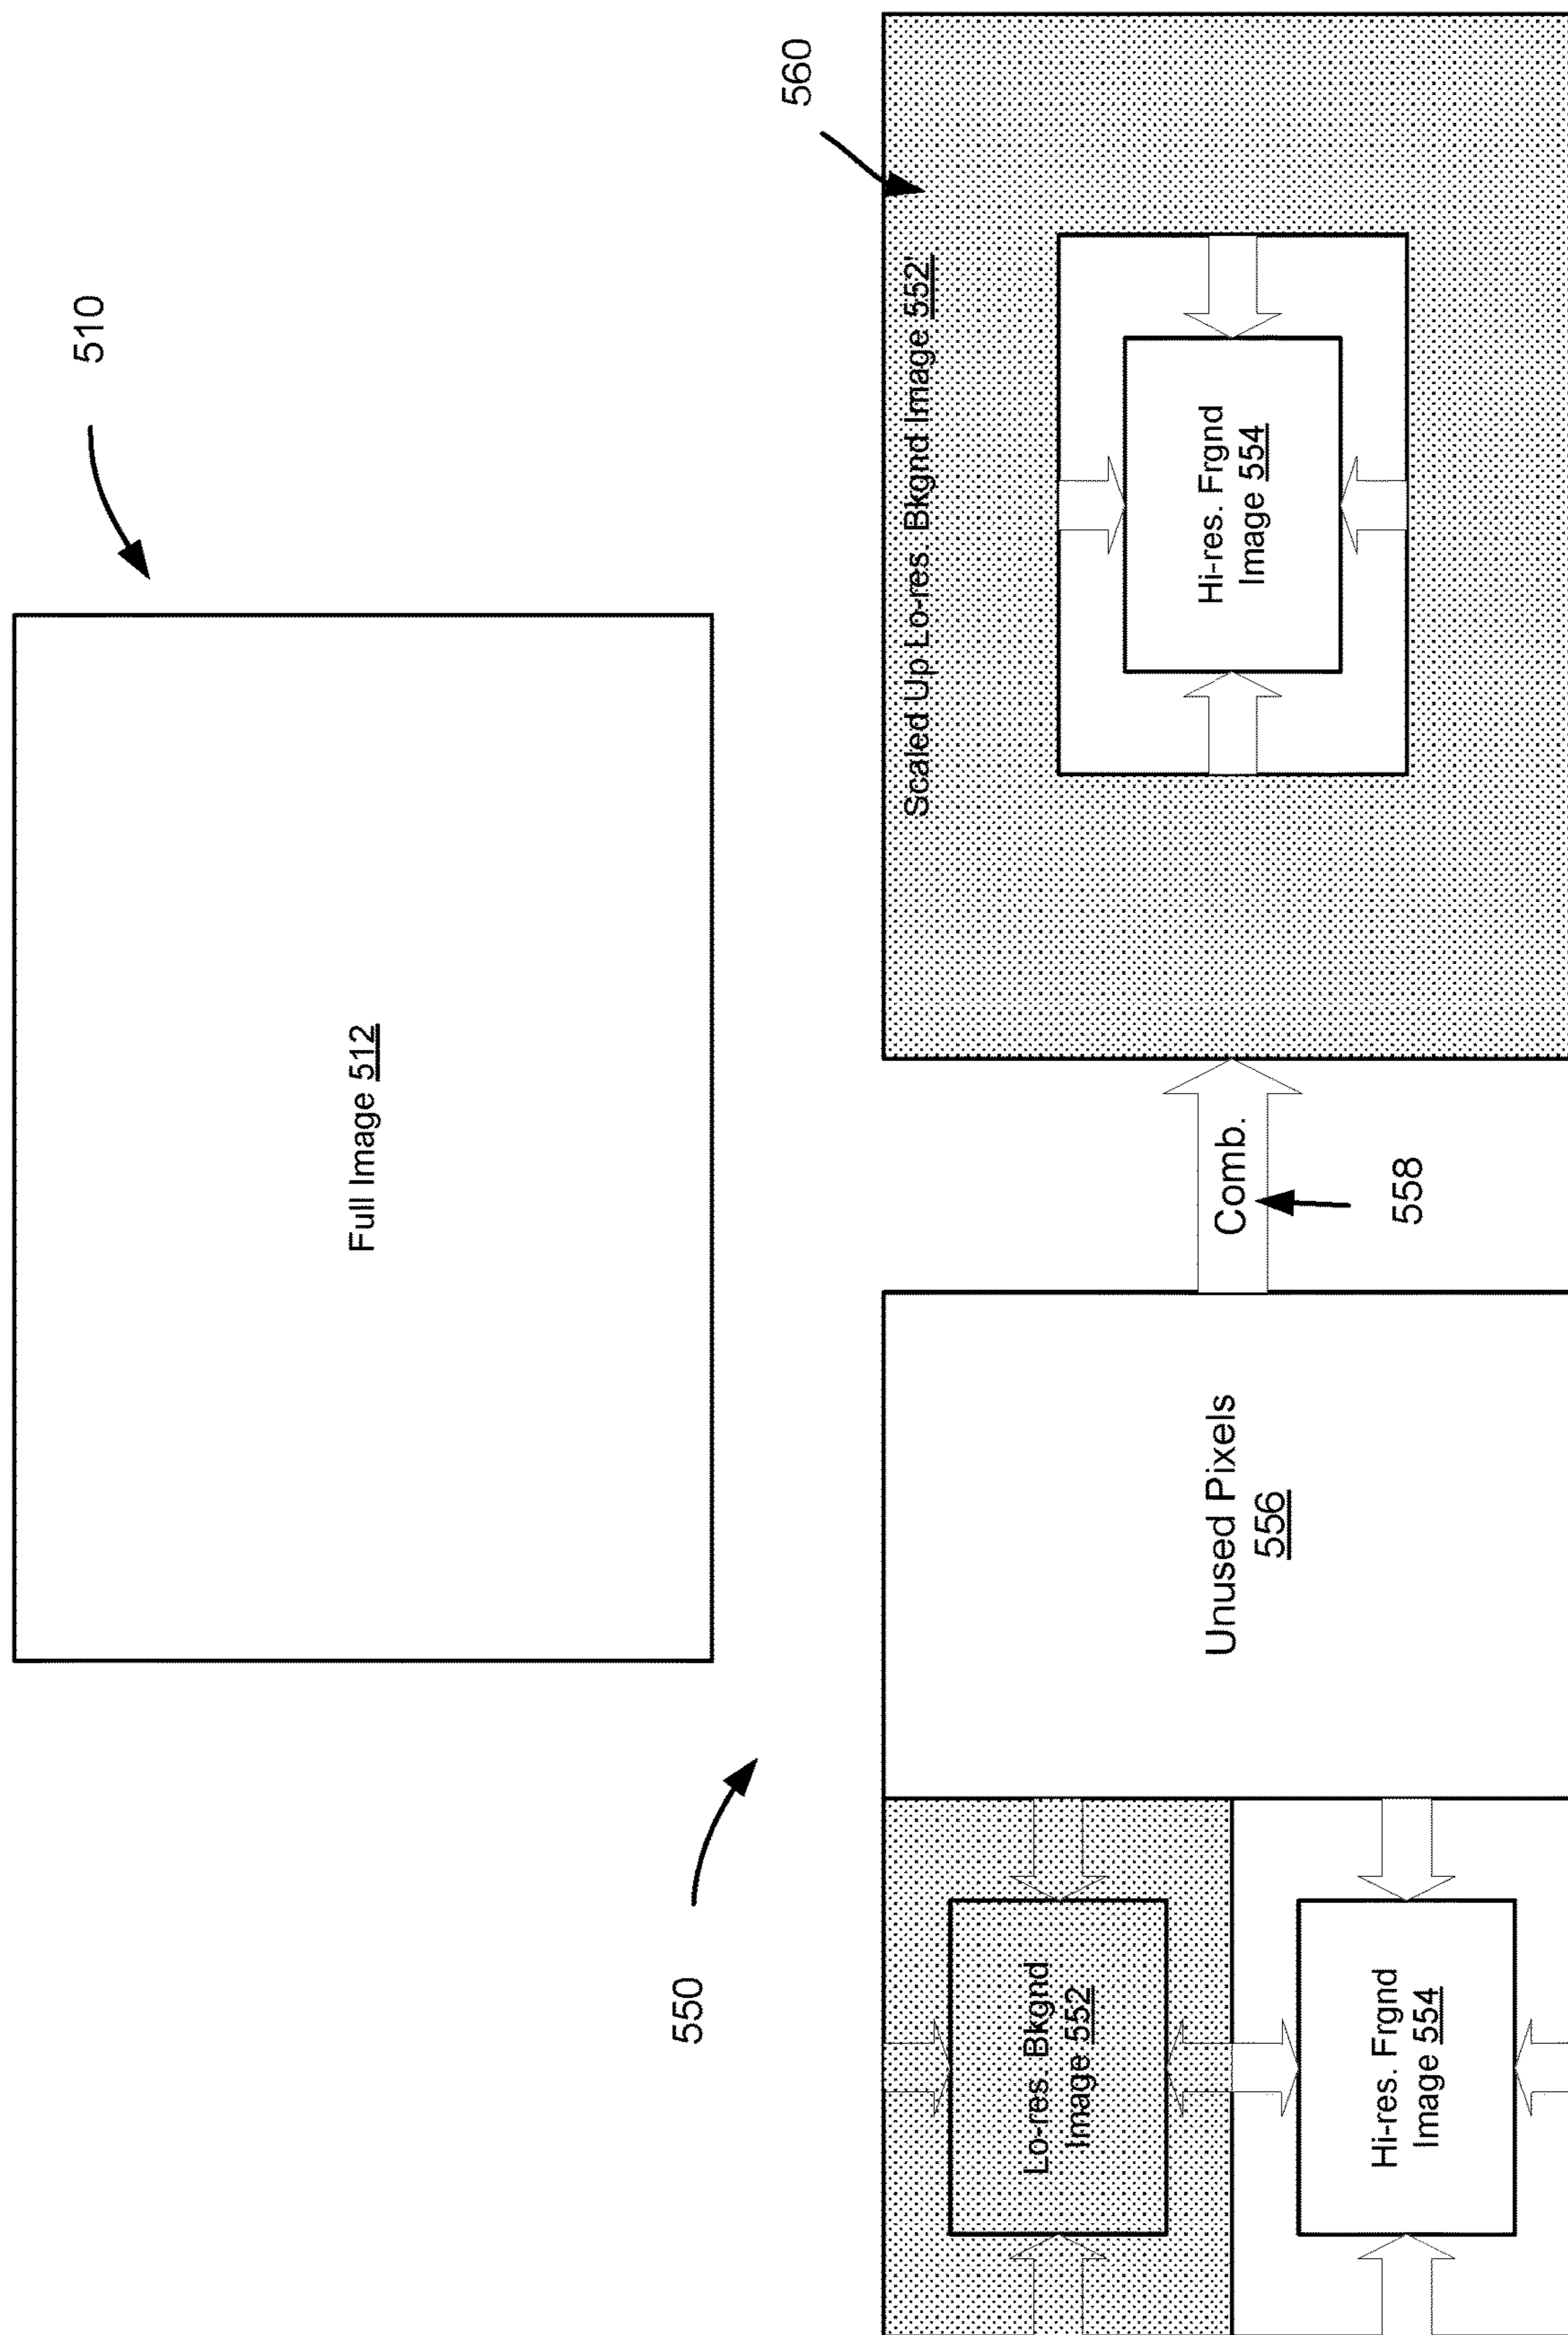 510
Full Image 512
550
560
Lo-res. Bkgnd
Image 552
Hi-res. Frgnd
Image 554
Unused Pixels
556
Comb.
558
Scaled Up Lo-res. Bkgnd Image 552'
Hi-res. Frgnd
Image 554